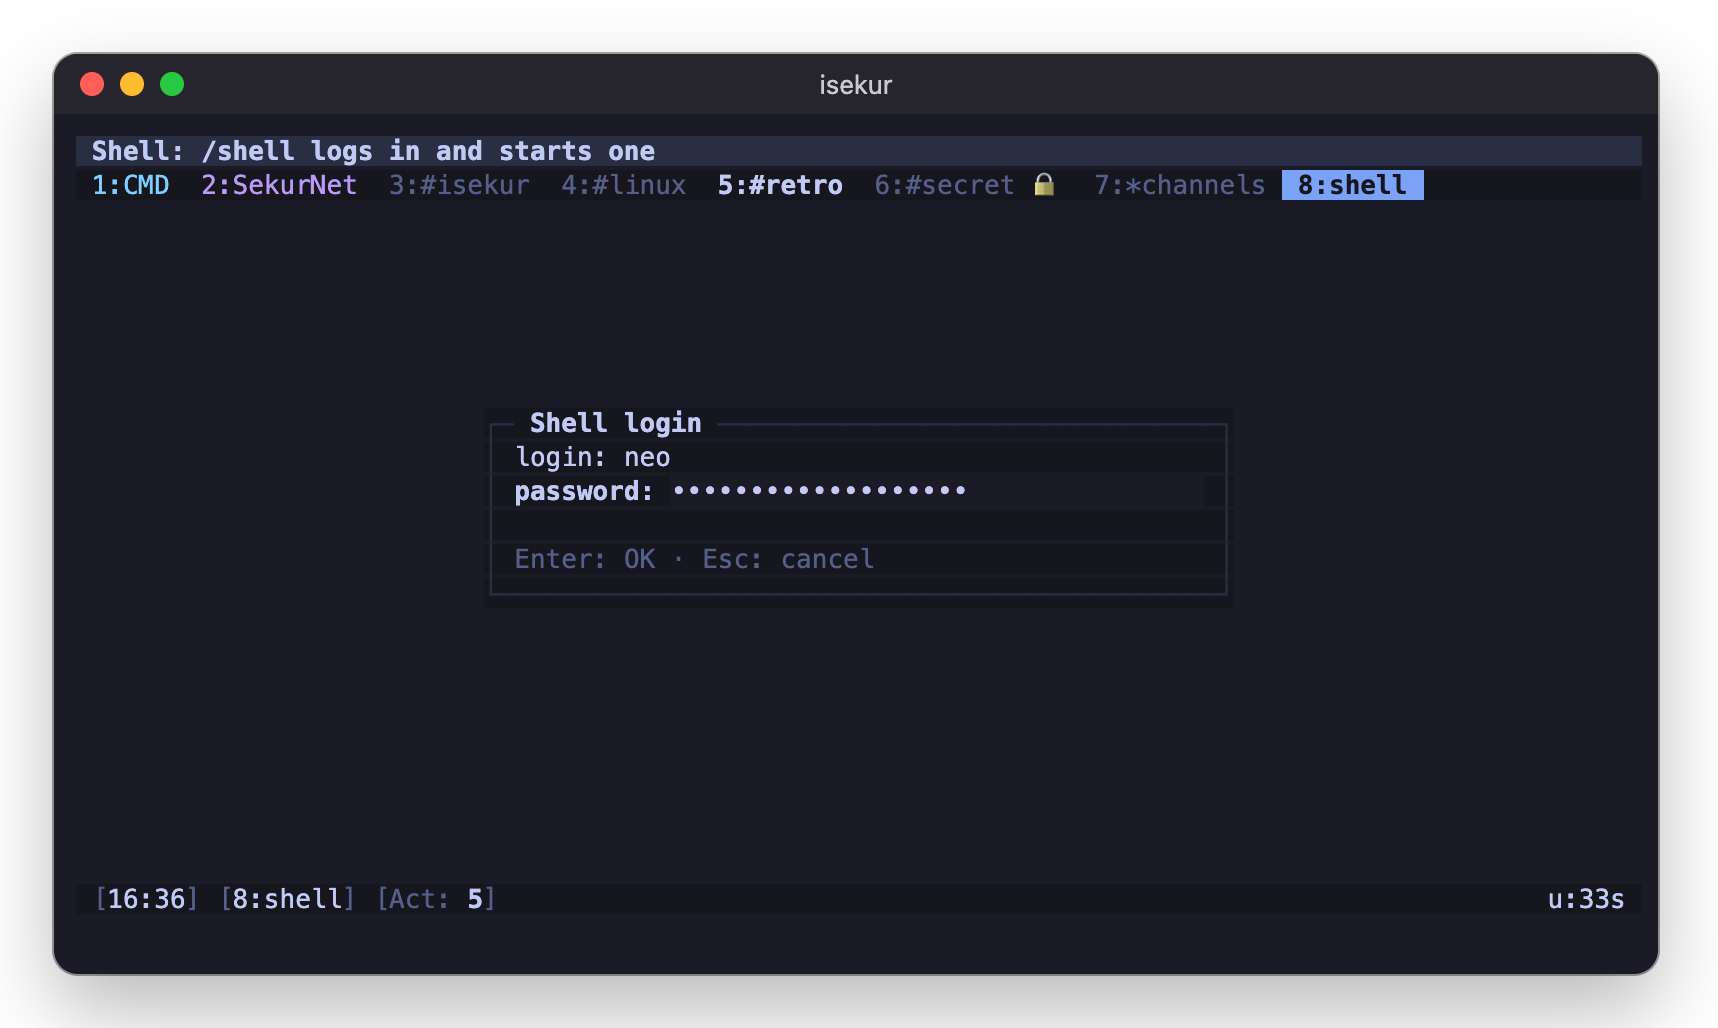 isekur
Shell: /shell logs in and starts one
1:CMD 2:SekurNet 3:#isekur 4:#linux 5:#retro 6:#secret 🔒 7:*channels 8:shell
Shell login
login: neo
password: •••••••••••••••••••
Enter: OK · Esc: cancel
[16:36] [8:shell] [Act: 5] u:33s